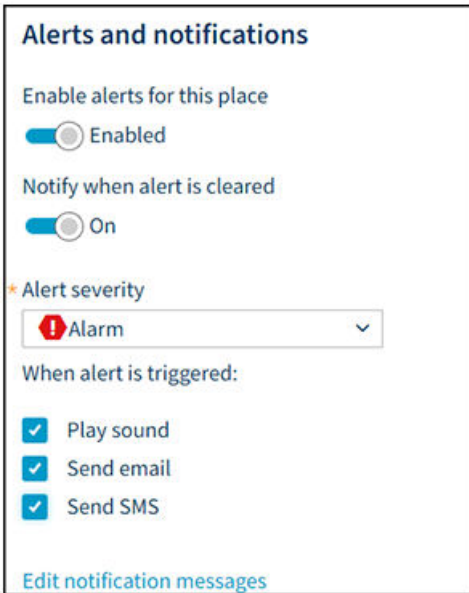 Alerts and notifications
Enable alerts for this place
Enabled
Notify when alert is cleared
On
* Alert severity
! Alarm
When alert is triggered:
Play sound
Send email
Send SMS
Edit notification messages